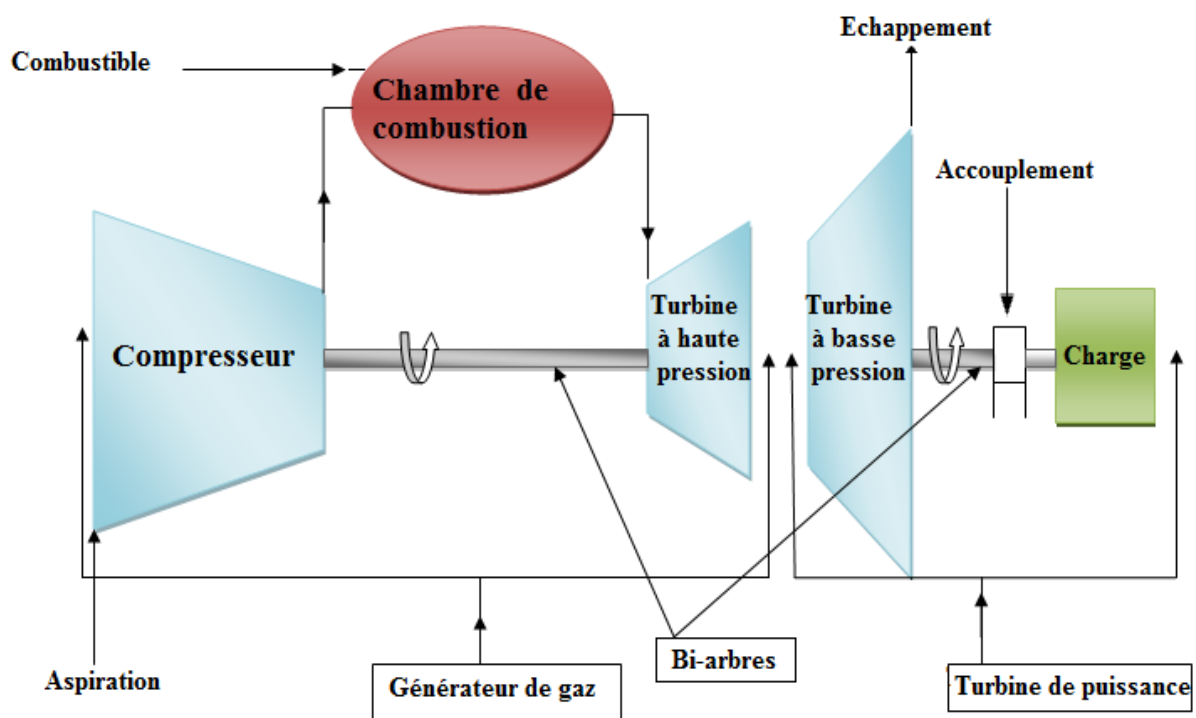 Echappement
Combustible
Chambre de
combustion
Accouplement
Compresseur
Turbine
à haute
pression
Turbine
à basse
pression
Charge
Aspiration
Générateur de gaz
Bi-arbres
Turbine de puissance